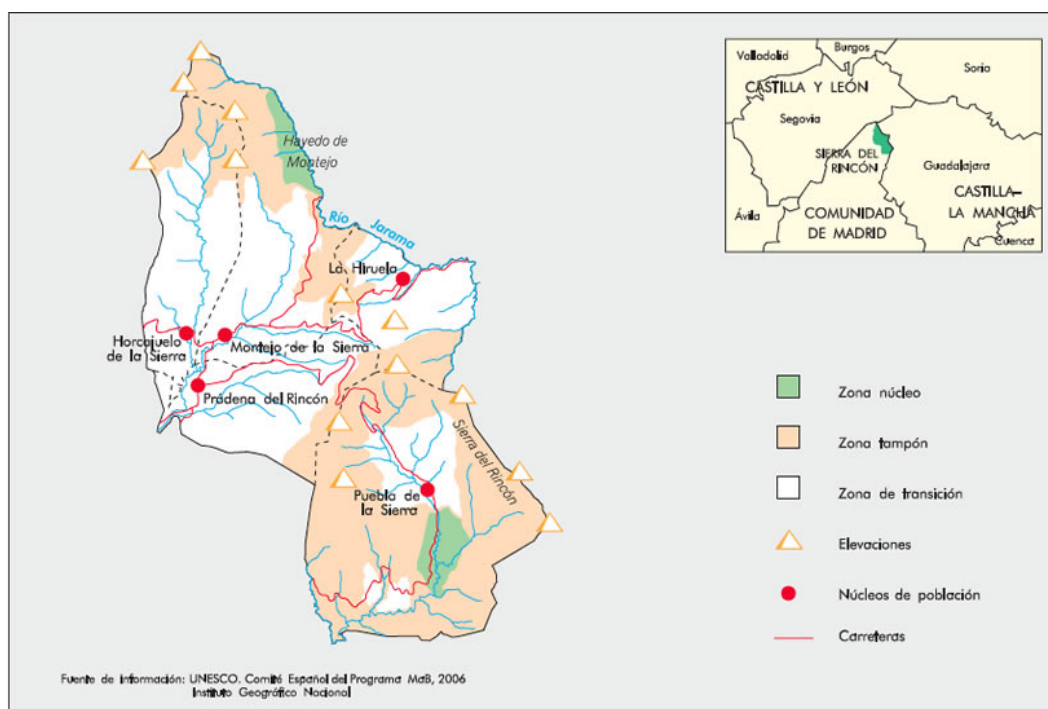 Hayedo de
Montejo
Río Jarama
La Hiruela
Horcajuelo
de la Sierra
Montejo de la Sierra
Prádena del Rincón
Sierra del Rincón
Puebla de
la Sierra
Valladolid
Burgos
Soria
CASTILLA Y LEÓN
Segovia
SIERRA DEL
RINCÓN
Guadalajara
CASTILLA-
LA MANCHA
Ávila
COMUNIDAD
DE MADRID
Cuenca
Zona núcleo
Zona tampón
Zona de transición
Elevaciones
Núcleos de población
Carreteras
Fuente de información: UNESCO. Comité Español del Programa MaB, 2006
Instituto Geográfico Nacional